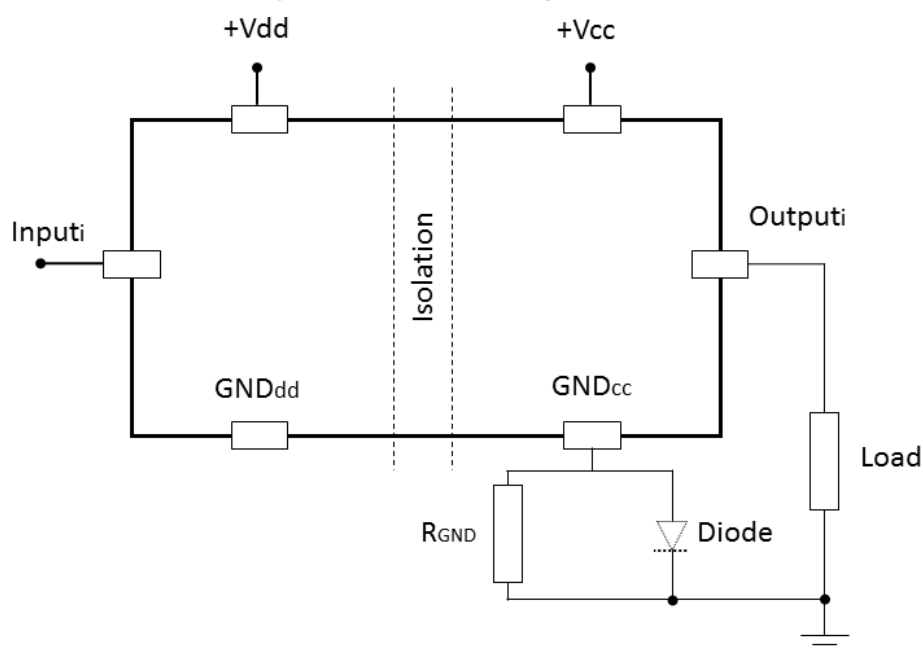 +Vdd
+Vcc
Inputi
Outputi
Isolation
GNDdd
GNDcc
Load
RGND
Diode